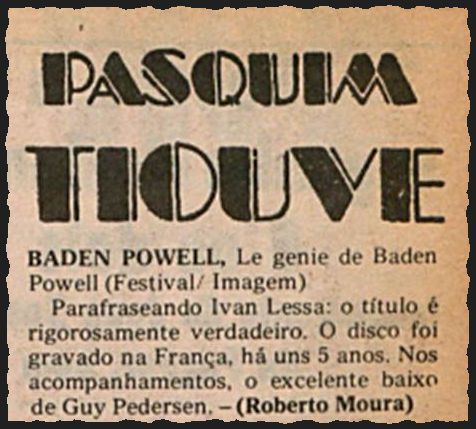 PASQUIM
TIOUVE
BADEN POWELL, Le genie de Baden
Powell (Festival/ Imagem)
Parafraseando Ivan Lessa: o título é
rigorosamente verdadeiro. O disco foi
gravado na França, há uns 5 anos. Nos
acompanhamentos, o excelente baixo
de Guy Pedersen. – (Roberto Moura)